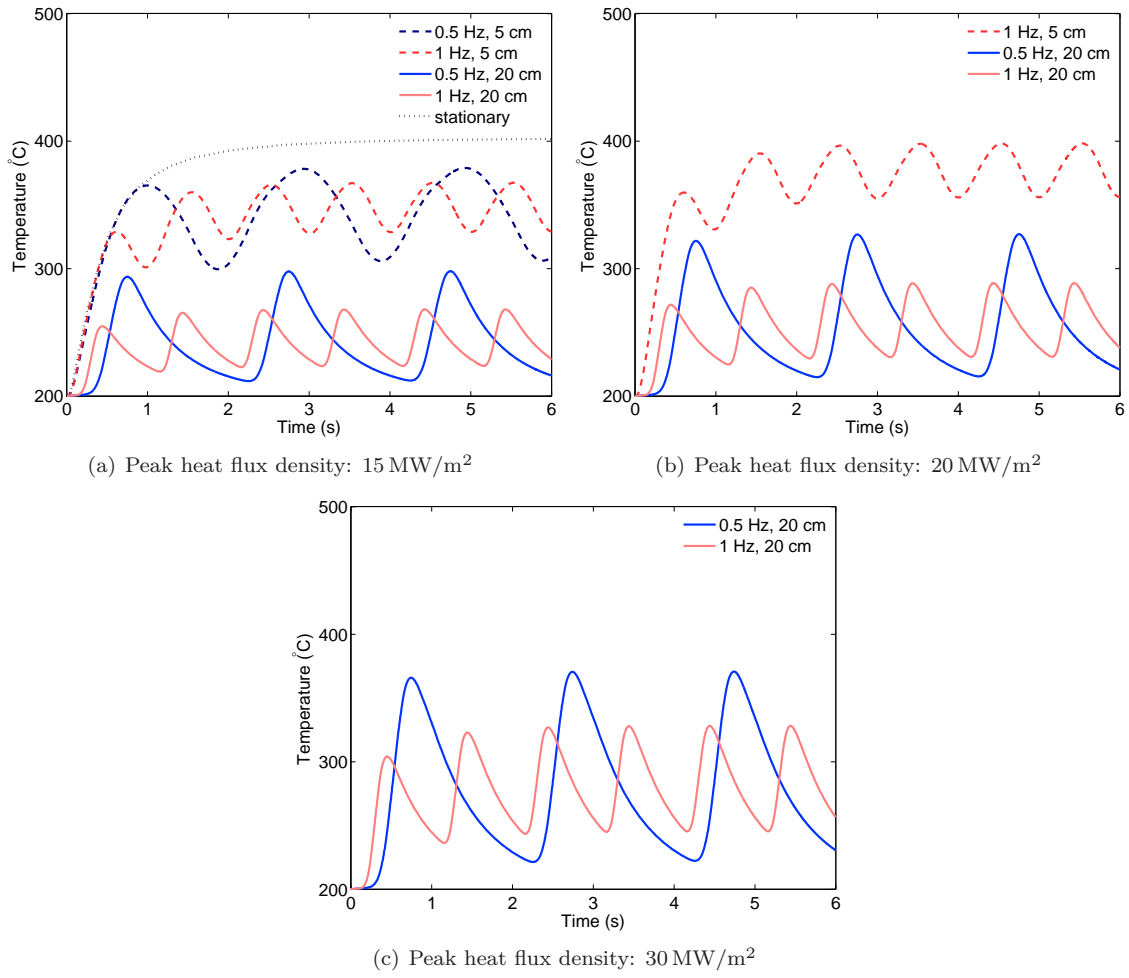 500
400
300
200
0
1
2
3
4
5
6
Temperature (°C)
Time (s)
0.5 Hz, 5 cm
1 Hz, 5 cm
0.5 Hz, 20 cm
1 Hz, 20 cm
stationary
(a) Peak heat flux density: 15 MW/m²
500
400
300
200
0
1
2
3
4
5
6
Temperature (°C)
Time (s)
1 Hz, 5 cm
0.5 Hz, 20 cm
1 Hz, 20 cm
(b) Peak heat flux density: 20 MW/m²
500
400
300
200
0
1
2
3
4
5
6
Temperature (°C)
Time (s)
0.5 Hz, 20 cm
1 Hz, 20 cm
(c) Peak heat flux density: 30 MW/m²